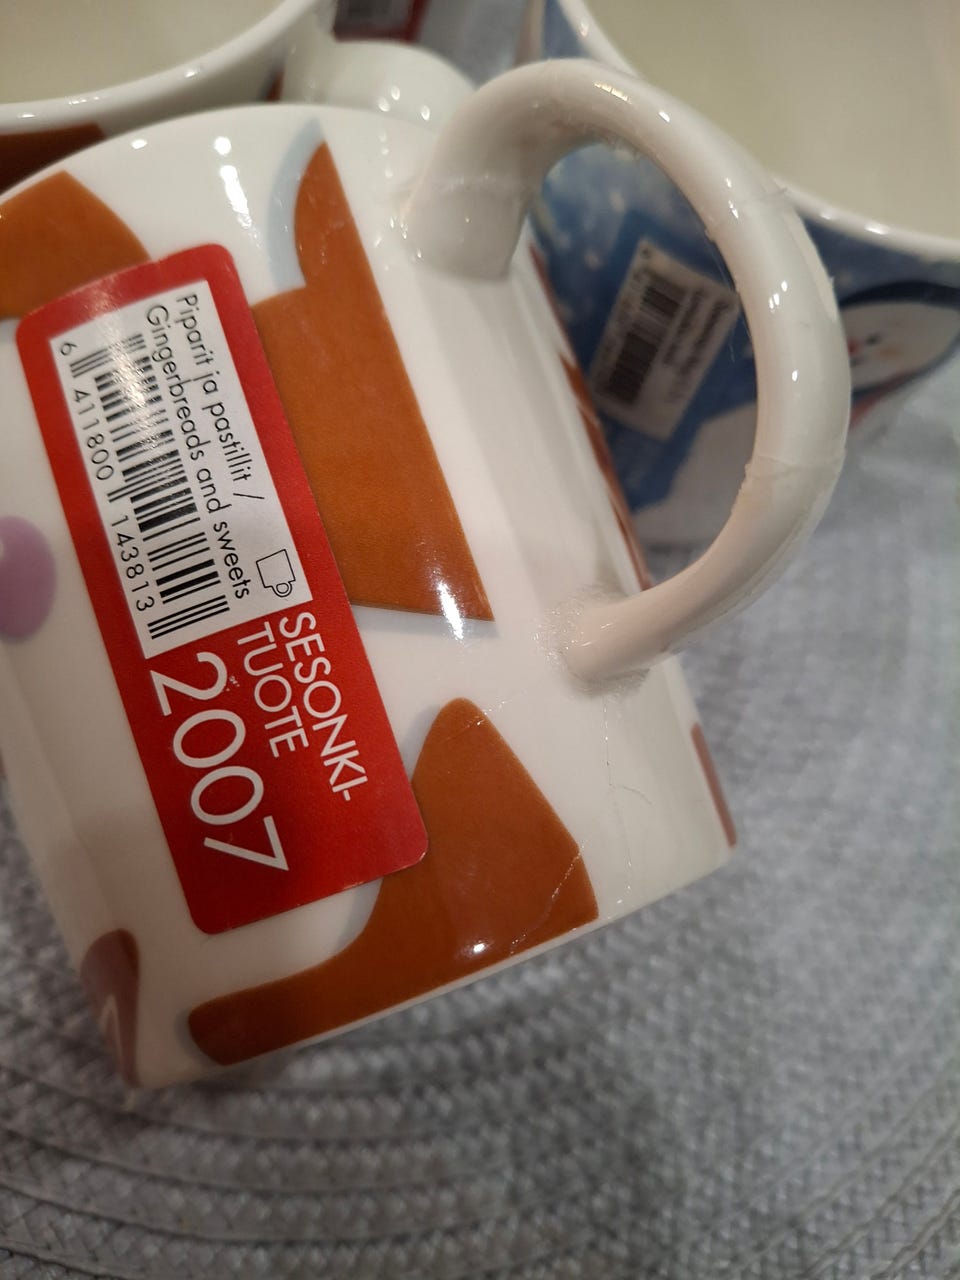 Piparit ja pastillit /
Gingerbreads and sweets
6 411800 143813
SESONKI-
TUOTE
2007